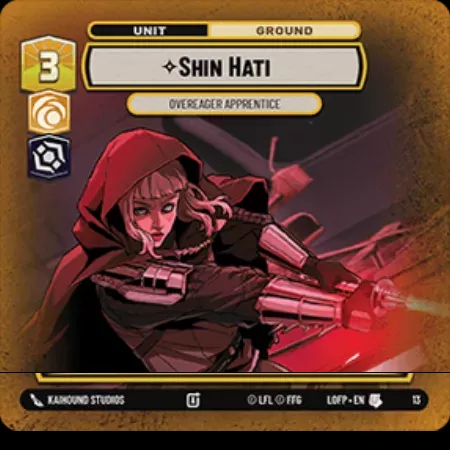 UNIT GROUND
3
SHIN HATI
OVEREAGER APPRENTICE
KAIHOUND STUDIOS © LFL © FFG LOFP • EN 13